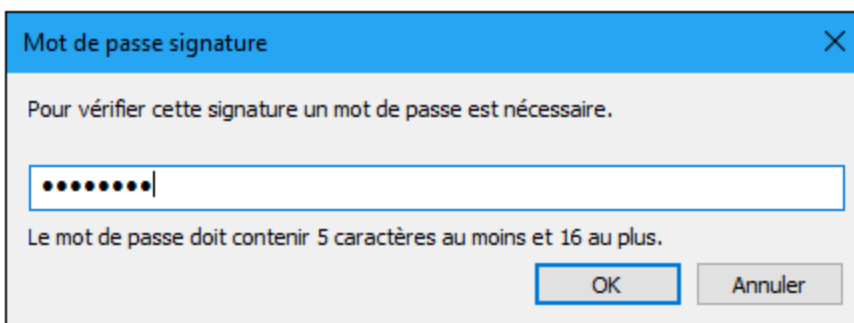 Mot de passe signature
Pour vérifier cette signature un mot de passe est nécessaire.
••••••••
Le mot de passe doit contenir 5 caractères au moins et 16 au plus.
OK
Annuler